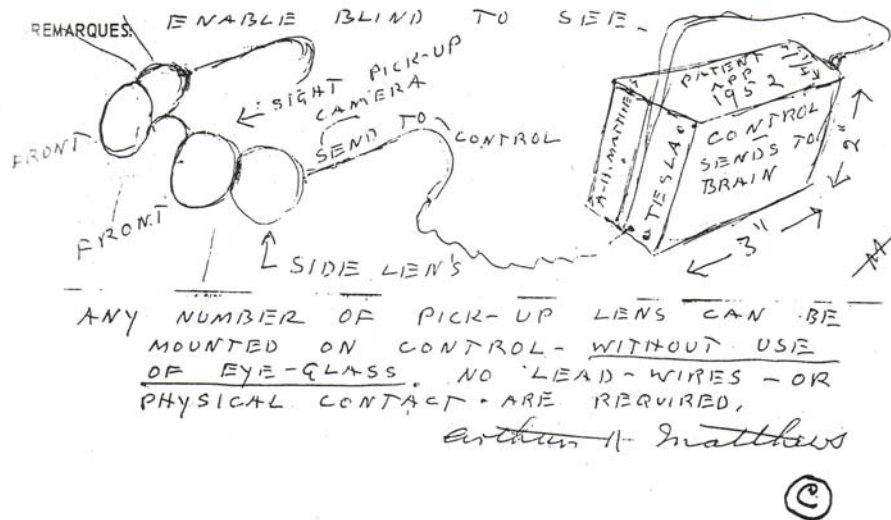 REMARQUES:
ENABLE BLIND TO SEE
SIGHT PICK-UP
CAMERA
SEND TO CONTROL
FRONT
FRONT
SIDE LEN'S
PATENT
APP
1952
A-H. MATTHEWS
TESLA
CONTROL
SENDS TO
BRAIN
2"
3"
ANY NUMBER OF PICK-UP LENS CAN BE
MOUNTED ON CONTROL- WITHOUT USE
OF EYE-GLASS. NO LEAD-WIRES - OR
PHYSICAL CONTACT - ARE REQUIRED,
Arthur H Matthews
C